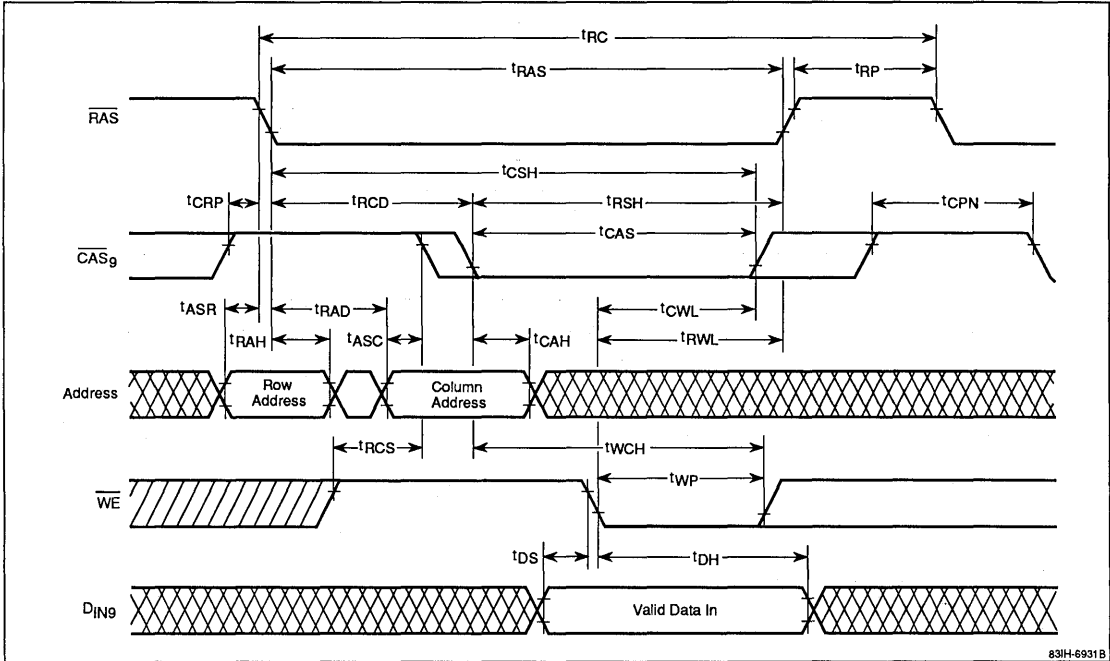 tRC
tRAS
tRP
RAS
tCSH
tCRP
tRCD
tRSH
tCPN
tCAS
CAS9
tASR
tRAD
tCWL
tRAH
tASC
tCAH
tRWL
Address
Row
Address
Column
Address
tRCS
tWCH
tWP
WE
tDS
tDH
DIN9
Valid Data In
83IH-6931B